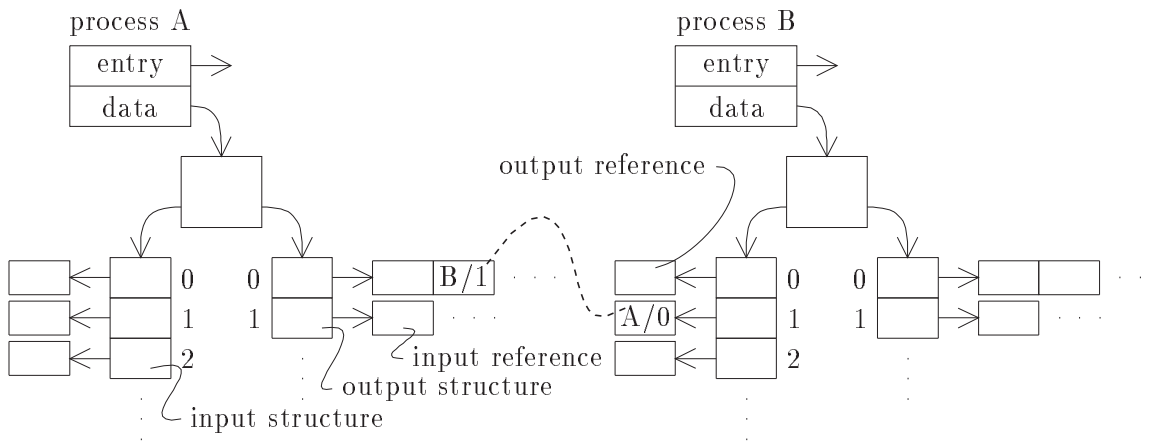 process A
process B
entry
entry
data
data
output reference
0
0
B/1
0
0
1
1
A/0
1
1
2
input reference
2
output structure
input structure